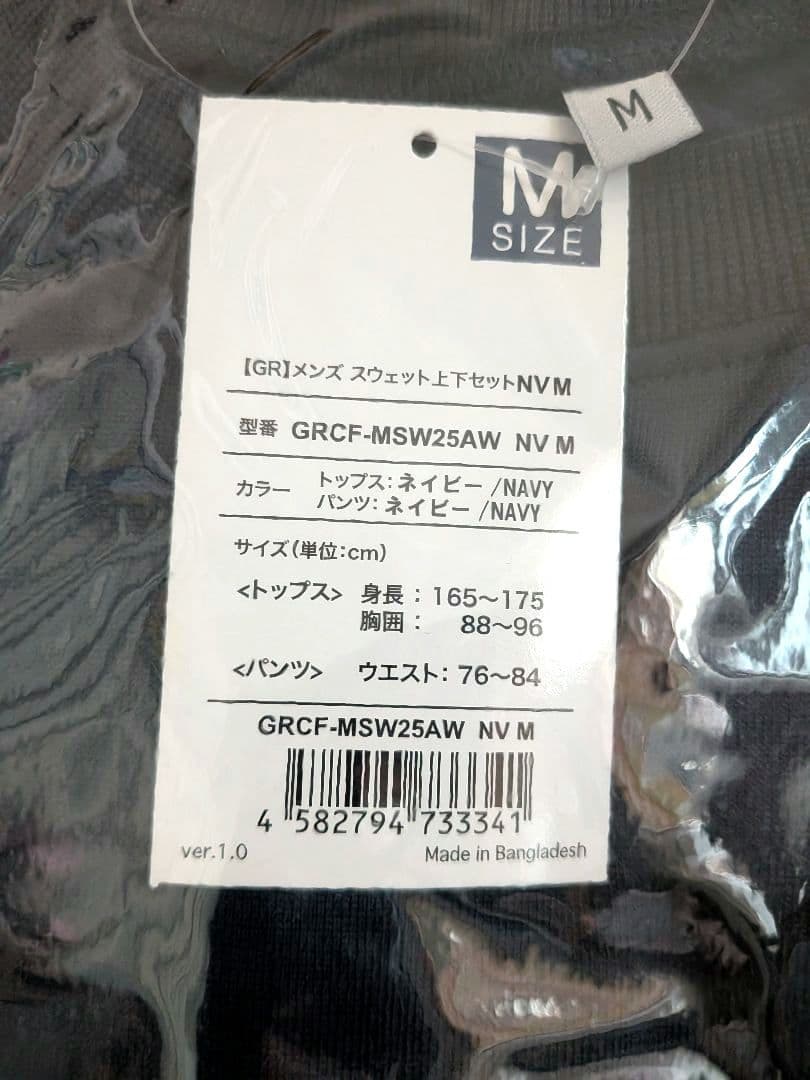 M
M
SIZE
【GR】メンズ スウェット上下セットNV M
型番 GRCF-MSW25AW NV M
カラー トップス：ネイビー /NAVY
パンツ：ネイビー /NAVY
サイズ（単位：cm）
<トップス> 身長： 165～175
胸囲： 88～96
<パンツ> ウエスト：76～84
GRCF-MSW25AW NV M
4 582794 733341
ver.1.0 Made in Bangladesh